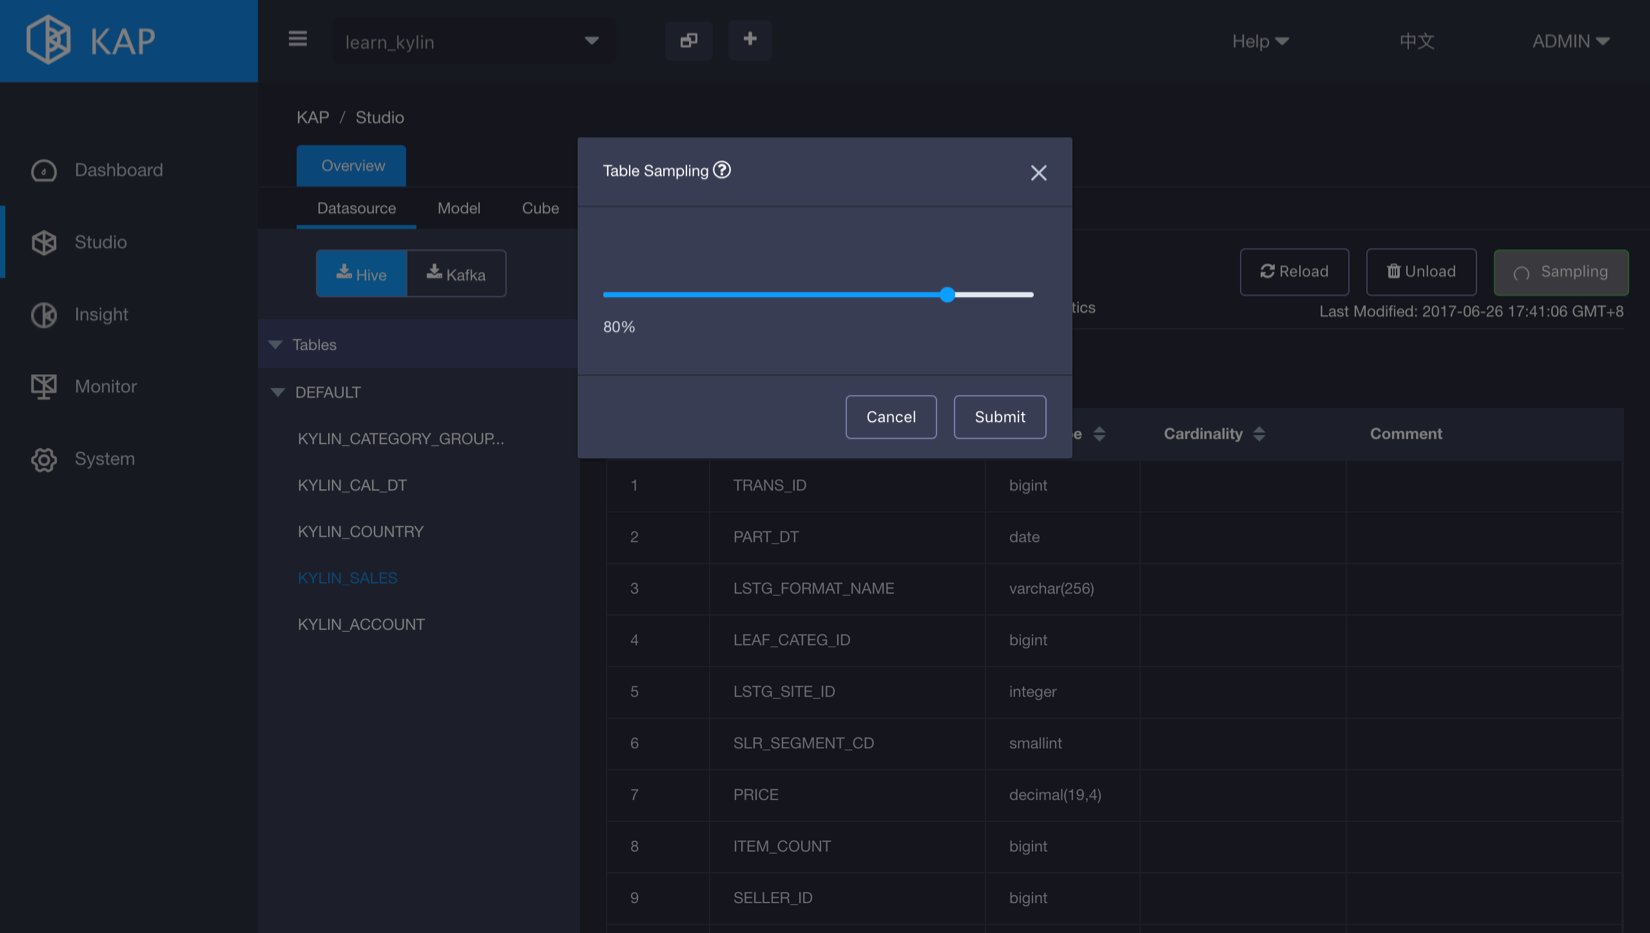 KAP
learn_kylin
Help
中文
ADMIN
Dashboard
Studio
Insight
Monitor
System
KAP / Studio
Overview
Datasource Model Cube
Hive Kafka
Tables
DEFAULT
KYLIN_CATEGORY_GROUP...
KYLIN_CAL_DT
KYLIN_COUNTRY
KYLIN_SALES
KYLIN_ACCOUNT
Table Sampling ?
80%
Cancel Submit
Reload Unload Sampling
tics
Last Modified: 2017-06-26 17:41:06 GMT+8
e Cardinality Comment
1 TRANS_ID bigint
2 PART_DT date
3 LSTG_FORMAT_NAME varchar(256)
4 LEAF_CATEG_ID bigint
5 LSTG_SITE_ID integer
6 SLR_SEGMENT_CD smallint
7 PRICE decimal(19,4)
8 ITEM_COUNT bigint
9 SELLER_ID bigint